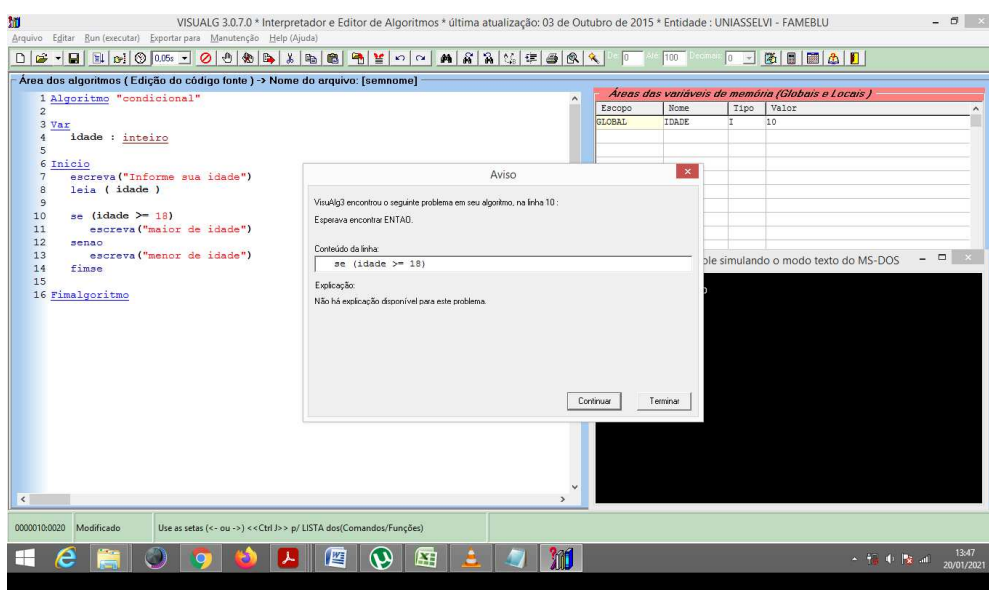 VISUALG 3.0.7.0 * Interpretador e Editor de Algoritmos * última atualização: 03 de Outubro de 2015 * Entidade : UNIASSELVI - FAMEBLU
Arquivo Egitar Run (executar) Exportar para Manutenção Help (Ajuda)
0,05s De: 0 Até 100 Decimais 0
Área dos algoritmos ( Edição do código fonte ) -> Nome do arquivo: [semnome]
1 Algoritmo "condicional"
2
3 Var
4 idade : inteiro
5
6 Inicio
7 escreva("Informe sua idade")
8 leia ( idade )
9
10 se (idade >= 18)
11 escreva("maior de idade")
12 senao
13 escreva("menor de idade")
14 fimse
15
16 Fimalgoritmo
Áreas das variáveis de memória (Globais e Locais )
Escopo Nome Tipo Valor
GLOBAL IDADE I 10
Aviso
VisuAlg3 encontrou o seguinte problema em seu algoritmo, na linha 10 :
Esperava encontrar ENTAO.
Conteúdo da linha:
se (idade >= 18)
Explicação:
Não há explicação disponível para este problema.
Continuar Terminar
simulando o modo texto do MS-DOS
0000010:0020 Modificado Use as setas (<- ou ->) <<Ctrl J>> p/ LISTA dos(Comandos/Funções)
13:47
20/01/2021